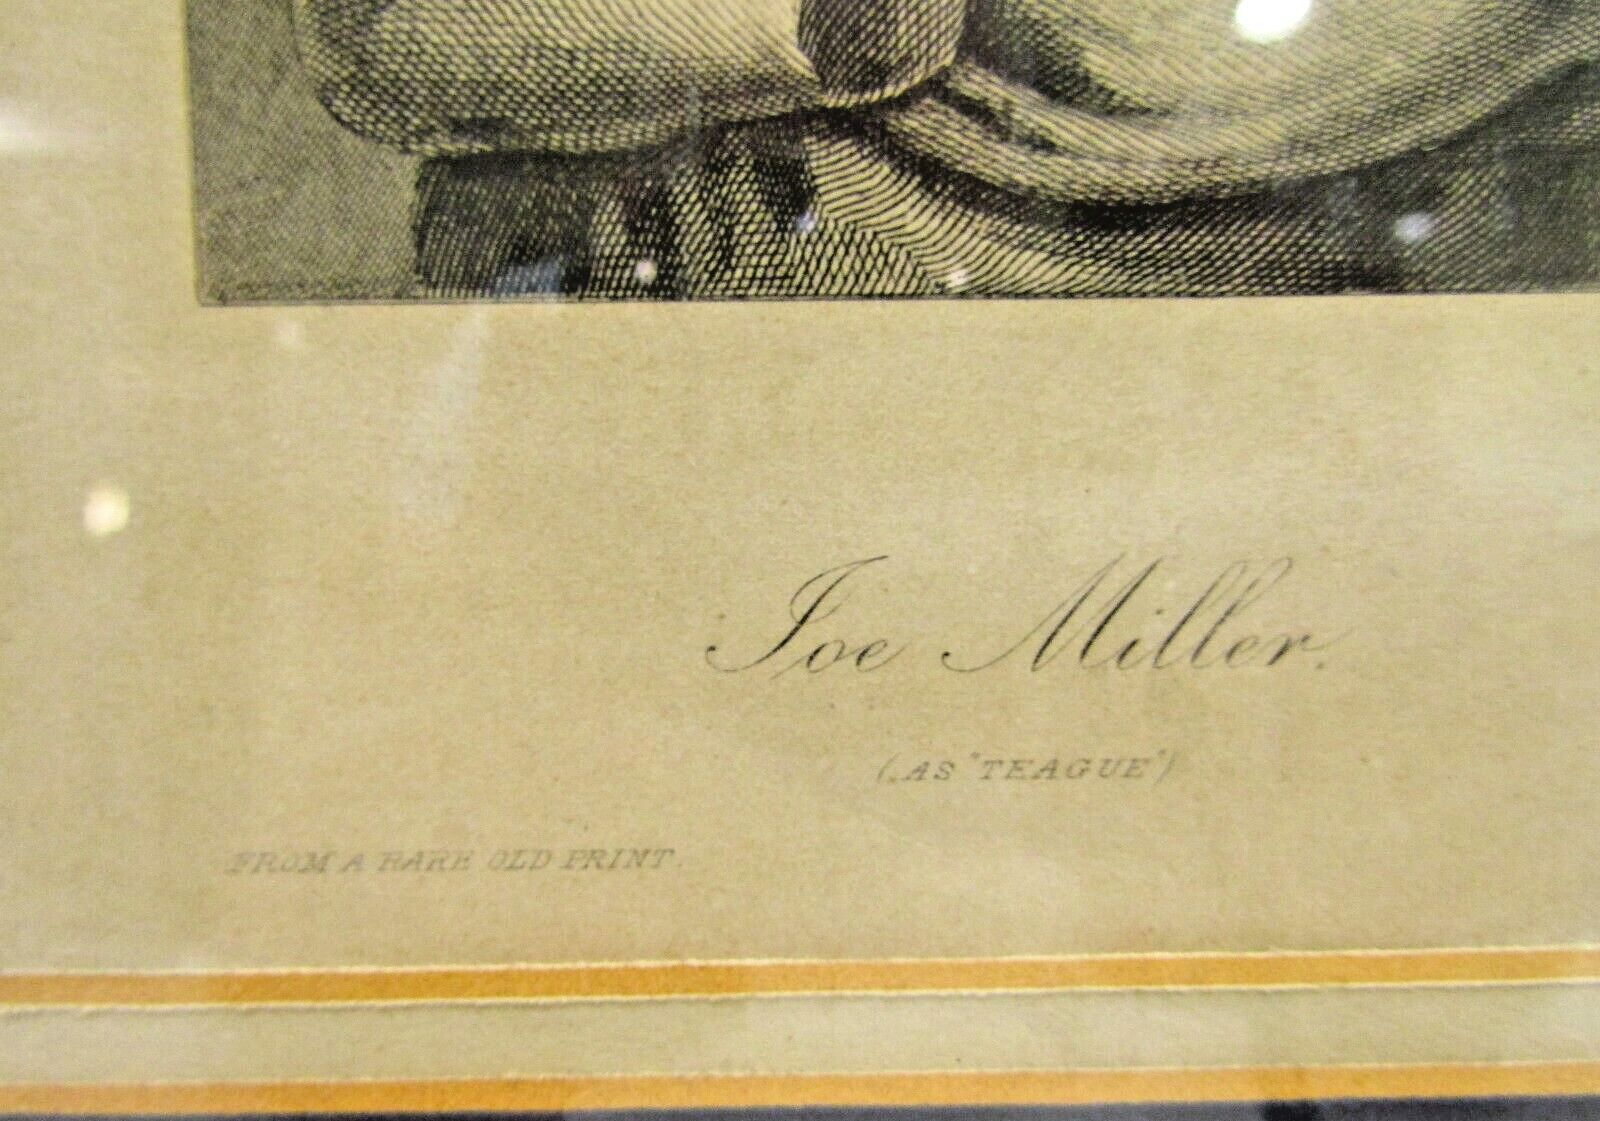 Joe Miller.
(AS "TEAGUE")
FROM A RARE OLD PRINT.